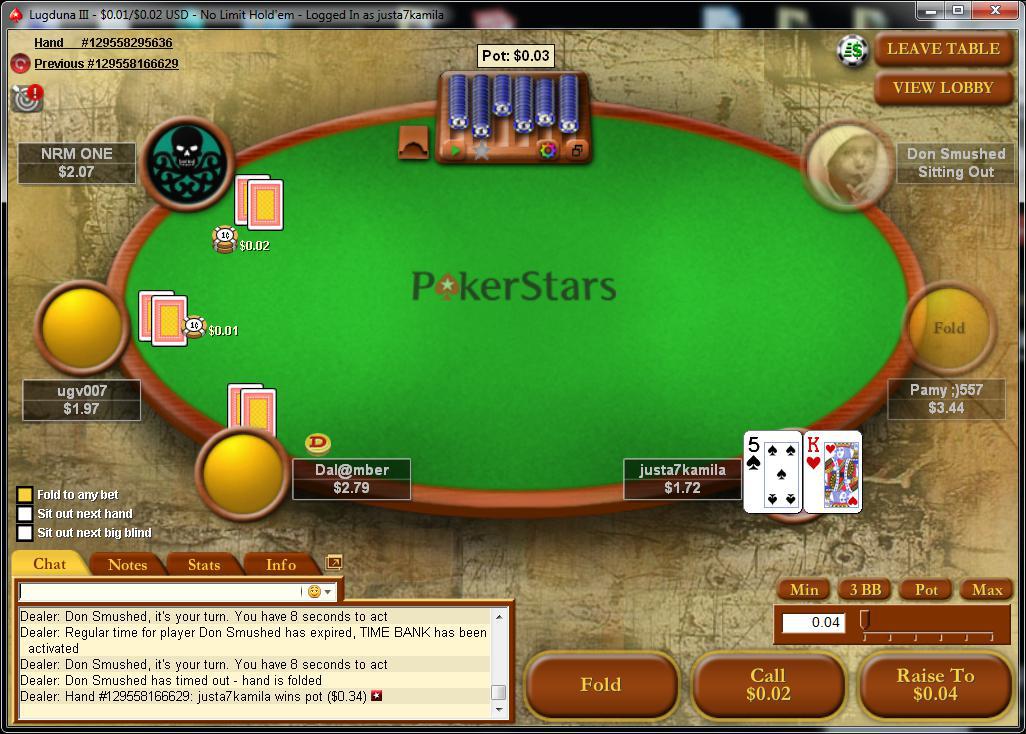 Lugduna III - $0.01/$0.02 USD - No Limit Hold'em - Logged In as justa7kamila
Hand #129558295636
Previous #129558166629
Pot: $0.03
$
LEAVE TABLE
VIEW LOBBY
NRM ONE
$2.07
Don Smushed
Sitting Out
1¢
$0.02
PokerStars
1¢
$0.01
Fold
ugv007
$1.97
Pamy ;)557
$3.44
D
Dal@mber
$2.79
justa7kamila
$1.72
5
K
Fold to any bet
Sit out next hand
Sit out next big blind
Chat
Notes
Stats
Info
Min
3 BB
Pot
Max
0.04
Dealer: Don Smushed, it's your turn. You have 8 seconds to act
Dealer: Regular time for player Don Smushed has expired, TIME BANK has been
activated
Dealer: Don Smushed, it's your turn. You have 8 seconds to act
Dealer: Don Smushed has timed out - hand is folded
Dealer: Hand #129558166629: justa7kamila wins pot ($0.34)
Fold
Call
$0.02
Raise To
$0.04